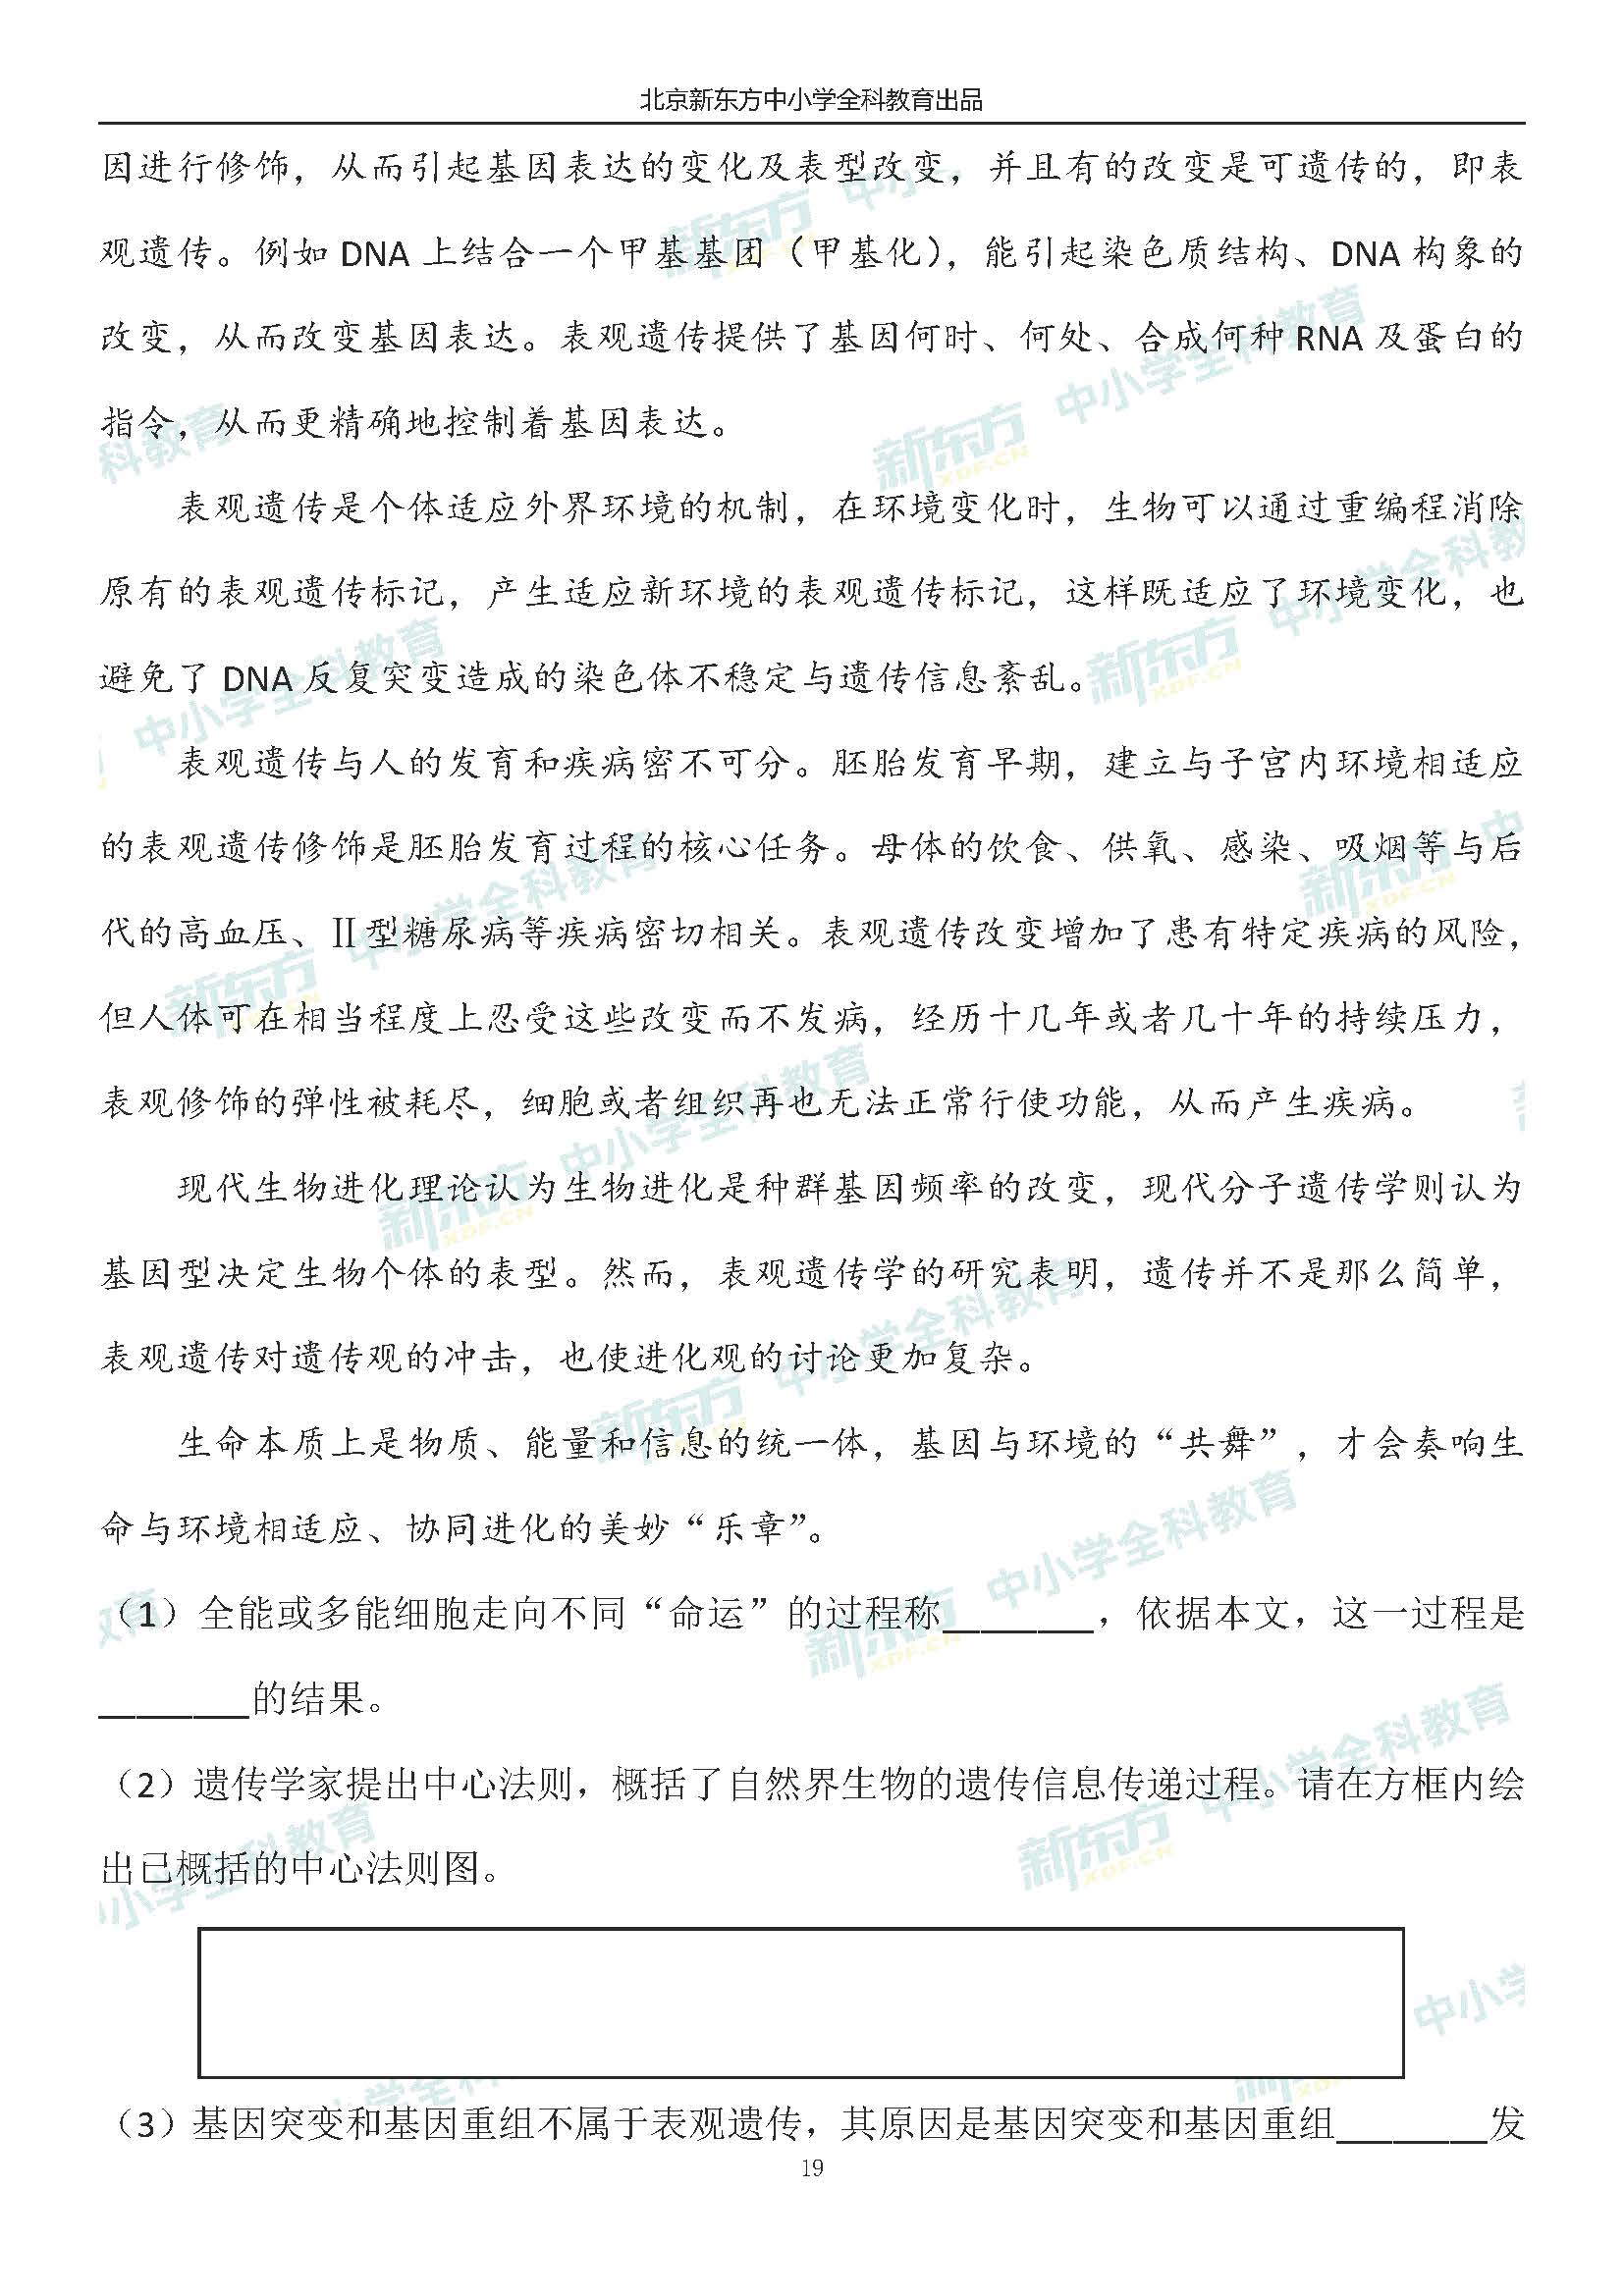 北京新东方中小学全科教育出品
因进行修饰，从而引起基因表达的变化及表型改变，并且有的改变是可遗传的，即表
观遗传。例如 DNA 上结合一个甲基基团（甲基化），能引起染色质结构、DNA 构象的
改变，从而改变基因表达。表观遗传提供了基因何时、何处、合成何种 RNA 及蛋白的
指令，从而更精确地控制着基因表达。
表观遗传是个体适应外界环境的机制，在环境变化时，生物可以通过重编程消除
原有的表观遗传标记，产生适应新环境的表观遗传标记，这样既适应了环境变化，也
避免了 DNA 反复突变造成的染色体不稳定与遗传信息紊乱。
表观遗传与人的发育和疾病密不可分。胚胎发育早期，建立与子宫内环境相适应
的表观遗传修饰是胚胎发育过程的核心任务。母体的饮食、供氧、感染、吸烟等与后
代的高血压、Ⅱ型糖尿病等疾病密切相关。表观遗传改变增加了患有特定疾病的风险，
但人体可在相当程度上忍受这些改变而不发病，经历十几年或者几十年的持续压力，
表观修饰的弹性被耗尽，细胞或者组织再也无法正常行使功能，从而产生疾病。
现代生物进化理论认为生物进化是种群基因频率的改变，现代分子遗传学则认为
基因型决定生物个体的表型。然而，表观遗传学的研究表明，遗传并不是那么简单，
表观遗传对遗传观的冲击，也使进化观的讨论更加复杂。
生命本质上是物质、能量和信息的统一体，基因与环境的“共舞”，才会奏响生
命与环境相适应、协同进化的美妙“乐章”。
（1）全能或多能细胞走向不同“命运”的过程称________，依据本文，这一过程是
________的结果。
（2）遗传学家提出中心法则，概括了自然界生物的遗传信息传递过程。请在方框内绘
出已概括的中心法则图。
（3）基因突变和基因重组不属于表观遗传，其原因是基因突变和基因重组________发
19